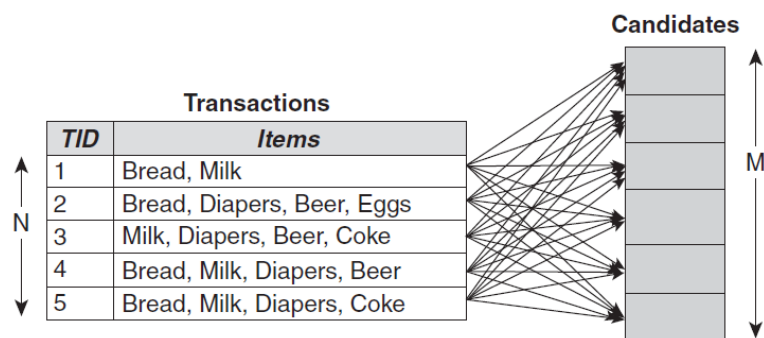 Candidates
Transactions
TID Items
1 Bread, Milk
2 Bread, Diapers, Beer, Eggs
3 Milk, Diapers, Beer, Coke
4 Bread, Milk, Diapers, Beer
5 Bread, Milk, Diapers, Coke
N
M